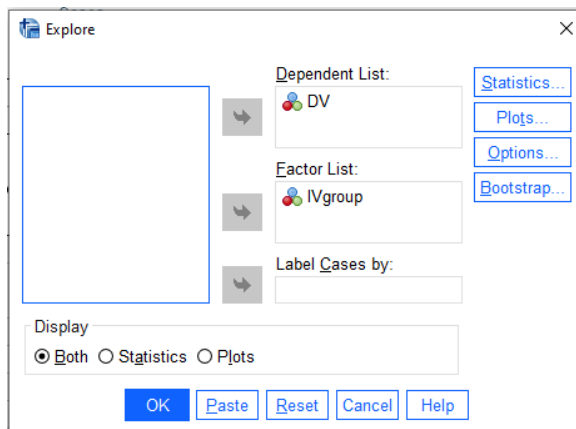 Explore
Dependent List:
DV
Factor List:
IVgroup
Label Cases by:
Statistics...
Plots...
Options...
Bootstrap...
Display
Both Statistics Plots
OK Paste Reset Cancel Help